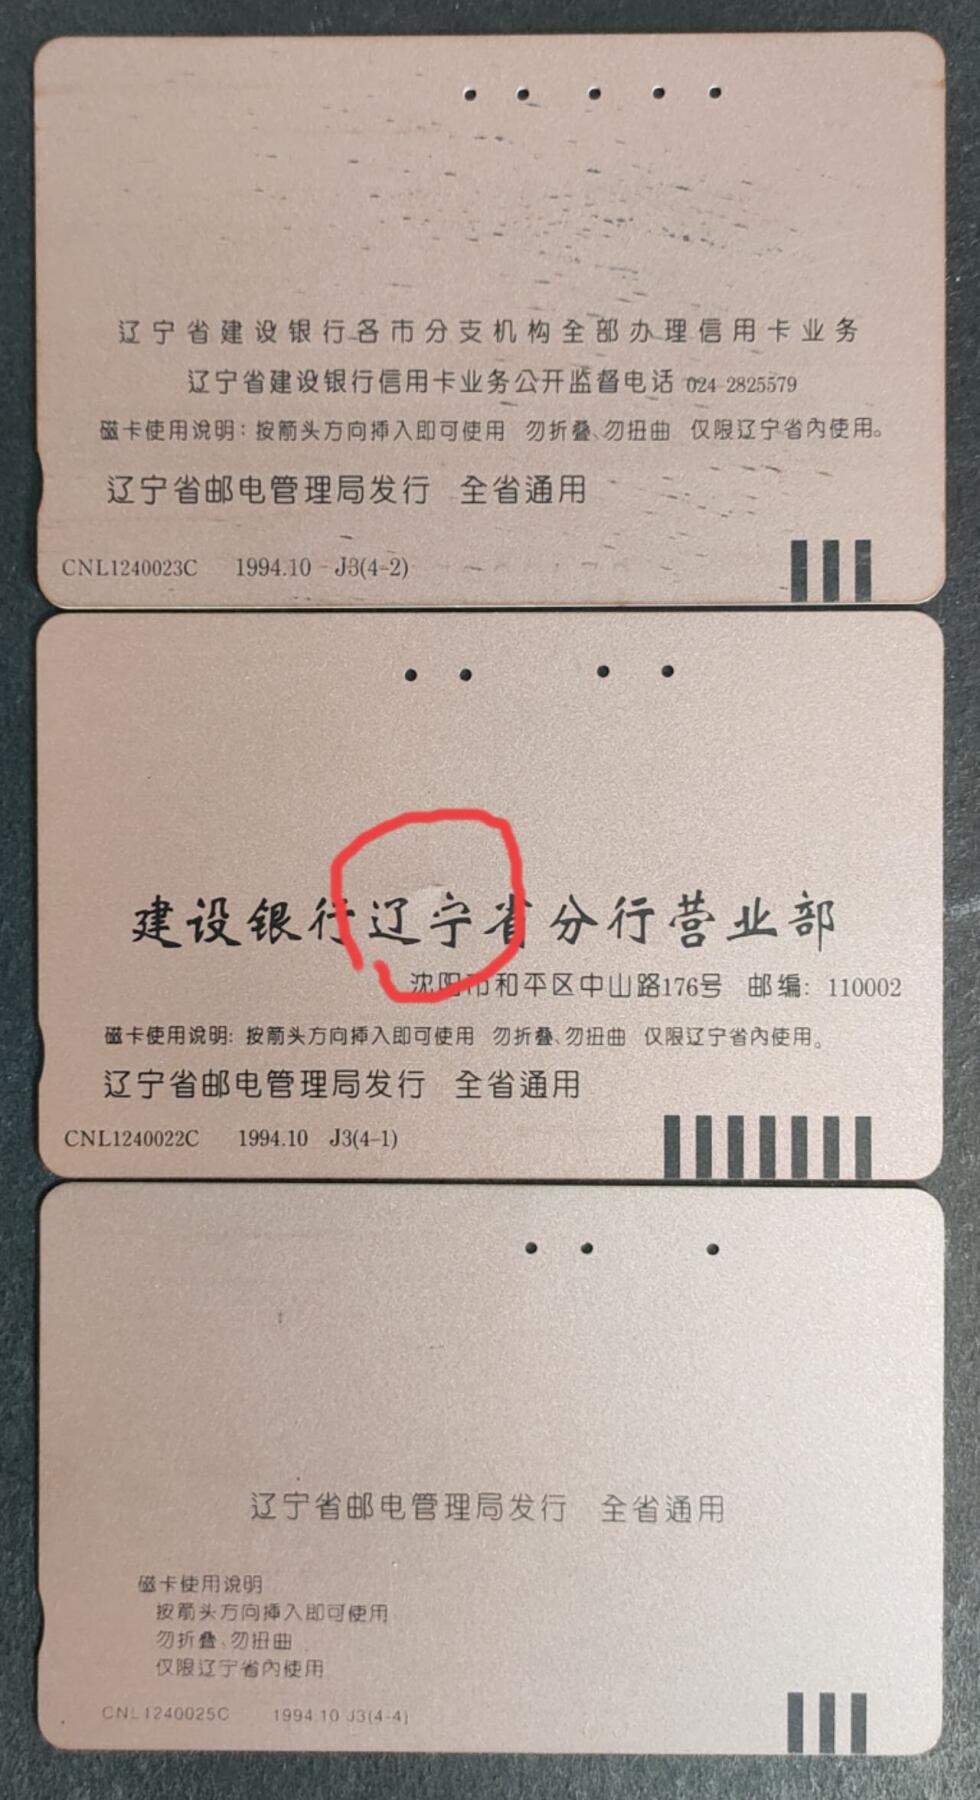 辽宁省建设银行各市分支机构全部办理信用卡业务
辽宁省建设银行信用卡业务公开监督电话 024-2825579
磁卡使用说明:按箭头方向插入即可使用 勿折叠、勿扭曲 仅限辽宁省内使用。
辽宁省邮电管理局发行 全省通用
CNL1240023C 1994.10 J3(4-2)
建设银行辽宁省分行营业部
沈阳市和平区中山路176号 邮编: 110002
磁卡使用说明: 按箭头方向插入即可使用 勿折叠、勿扭曲 仅限辽宁省内使用。
辽宁省邮电管理局发行 全省通用
CNL1240022C 1994.10 J3(4-1)
辽宁省邮电管理局发行 全省通用
磁卡使用说明
按箭头方向插入即可使用
勿折叠、勿扭曲
仅限辽宁省内使用
CNL1240025C 1994.10 J3(4-4)